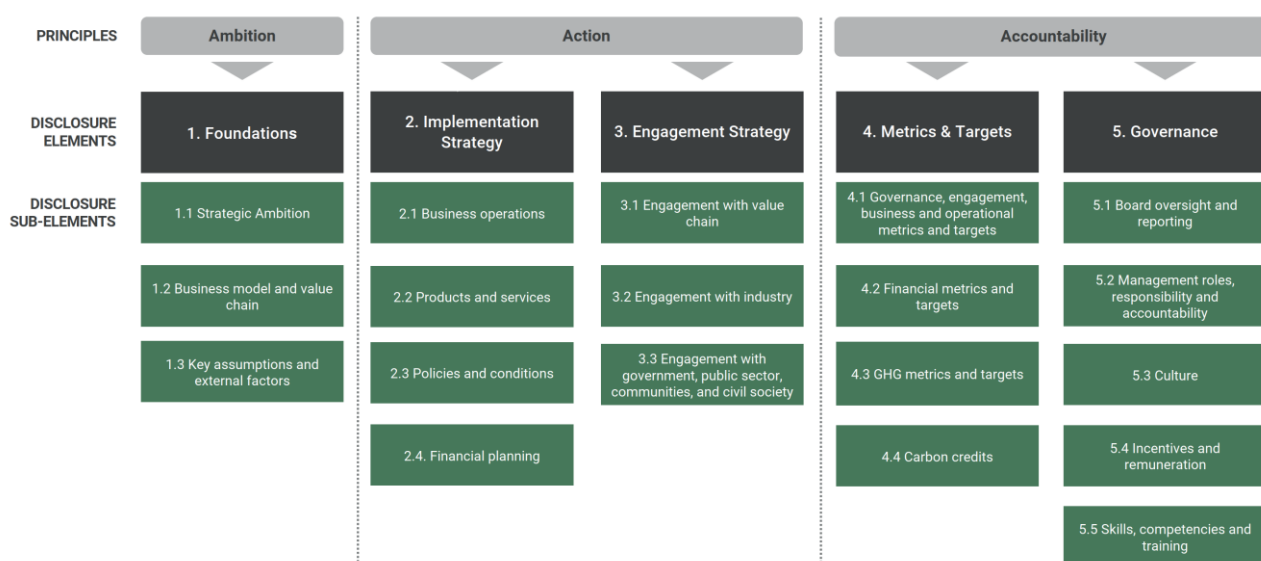 PRINCIPLES
Ambition
Action
Accountability
DISCLOSURE
ELEMENTS
1. Foundations
2. Implementation
Strategy
3. Engagement Strategy
4. Metrics & Targets
5. Governance
DISCLOSURE
SUB-ELEMENTS
1.1 Strategic Ambition
2.1 Business operations
3.1 Engagement with value
chain
4.1 Governance, engagement,
business and operational
metrics and targets
5.1 Board oversight and
reporting
1.2 Business model and value
chain
2.2 Products and services
3.2 Engagement with industry
4.2 Financial metrics and
targets
5.2 Management roles,
responsibility and
accountability
1.3 Key assumptions and
external factors
2.3 Policies and conditions
3.3 Engagement with
government, public sector,
communities, and civil society
4.3 GHG metrics and targets
5.3 Culture
2.4. Financial planning
4.4 Carbon credits
5.4 Incentives and
remuneration
5.5 Skills, competencies and
training